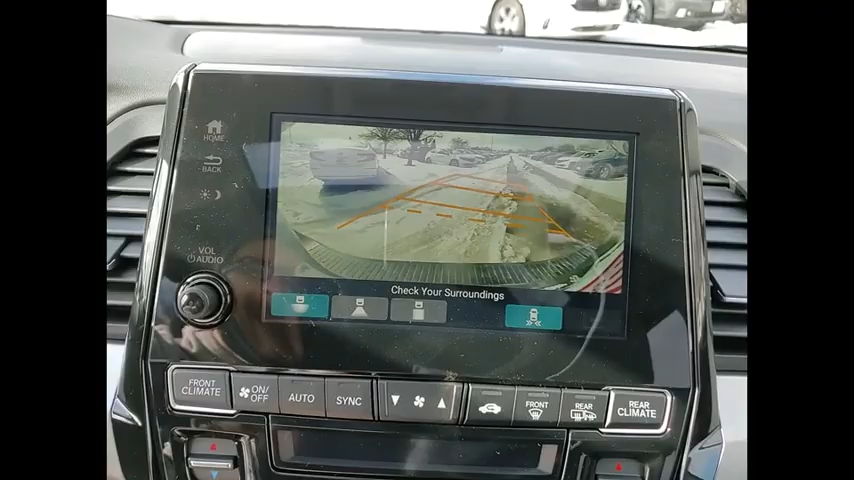 HOME
BACK
VOL
AUDIO
Check Your Surroundings
FRONT
CLIMATE
ON/
OFF
AUTO
SYNC
FRONT
REAR
REAR
CLIMATE